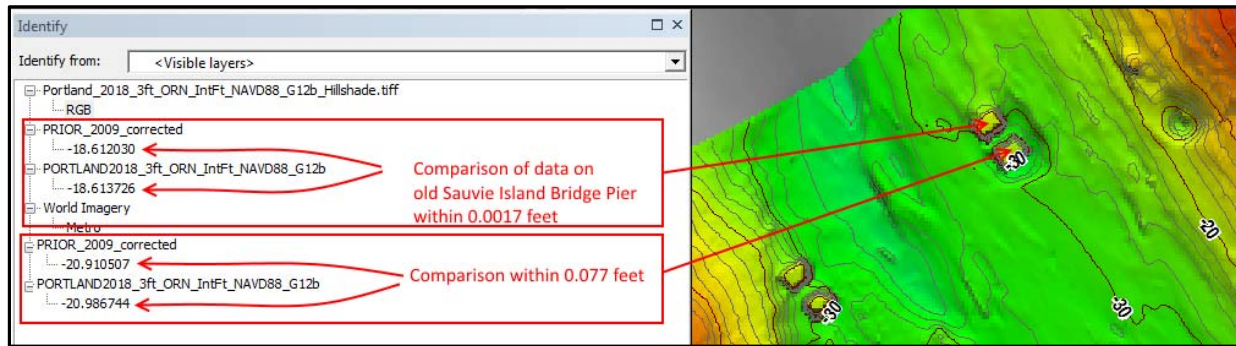 Identify
Identify from:
<Visible layers>
Portland_2018_3ft_ORN_IntFt_NAVD88_G12b_Hillshade.tiff
RGB
PRIOR_2009_corrected
-18.612030
PORTLAND2018_3ft_ORN_IntFt_NAVD88_G12b
-18.613726
World Imagery
Metro
PRIOR_2009_corrected
-20.910507
PORTLAND2018_3ft_ORN_IntFt_NAVD88_G12b
-20.986744
Comparison of data on
old Sauvie Island Bridge Pier
within 0.0017 feet
Comparison within 0.077 feet
-30
-20
-30
-30